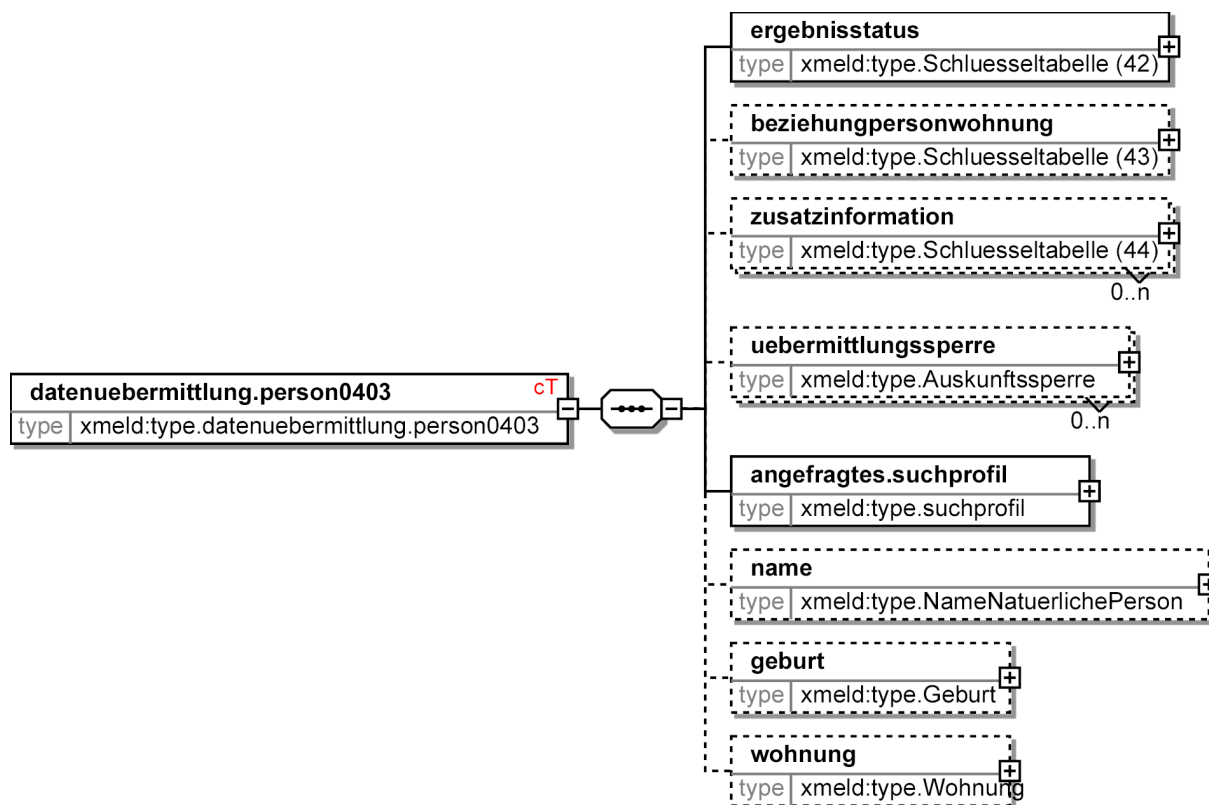 ergebnisstatus
type xmeld:type.Schluesseltabelle (42)
beziehungpersonwohnung
type xmeld:type.Schluesseltabelle (43)
zusatzinformation
type xmeld:type.Schluesseltabelle (44)
0..n
uebermittlungssperre
type xmeld:type.Auskunftssperre
0..n
datenuebermittlung.person0403 cT
type xmeld:type.datenuebermittlung.person0403
angefragtes.suchprofil
type xmeld:type.suchprofil
name
type xmeld:type.NameNatuerlichePerson
geburt
type xmeld:type.Geburt
wohnung
type xmeld:type.Wohnung